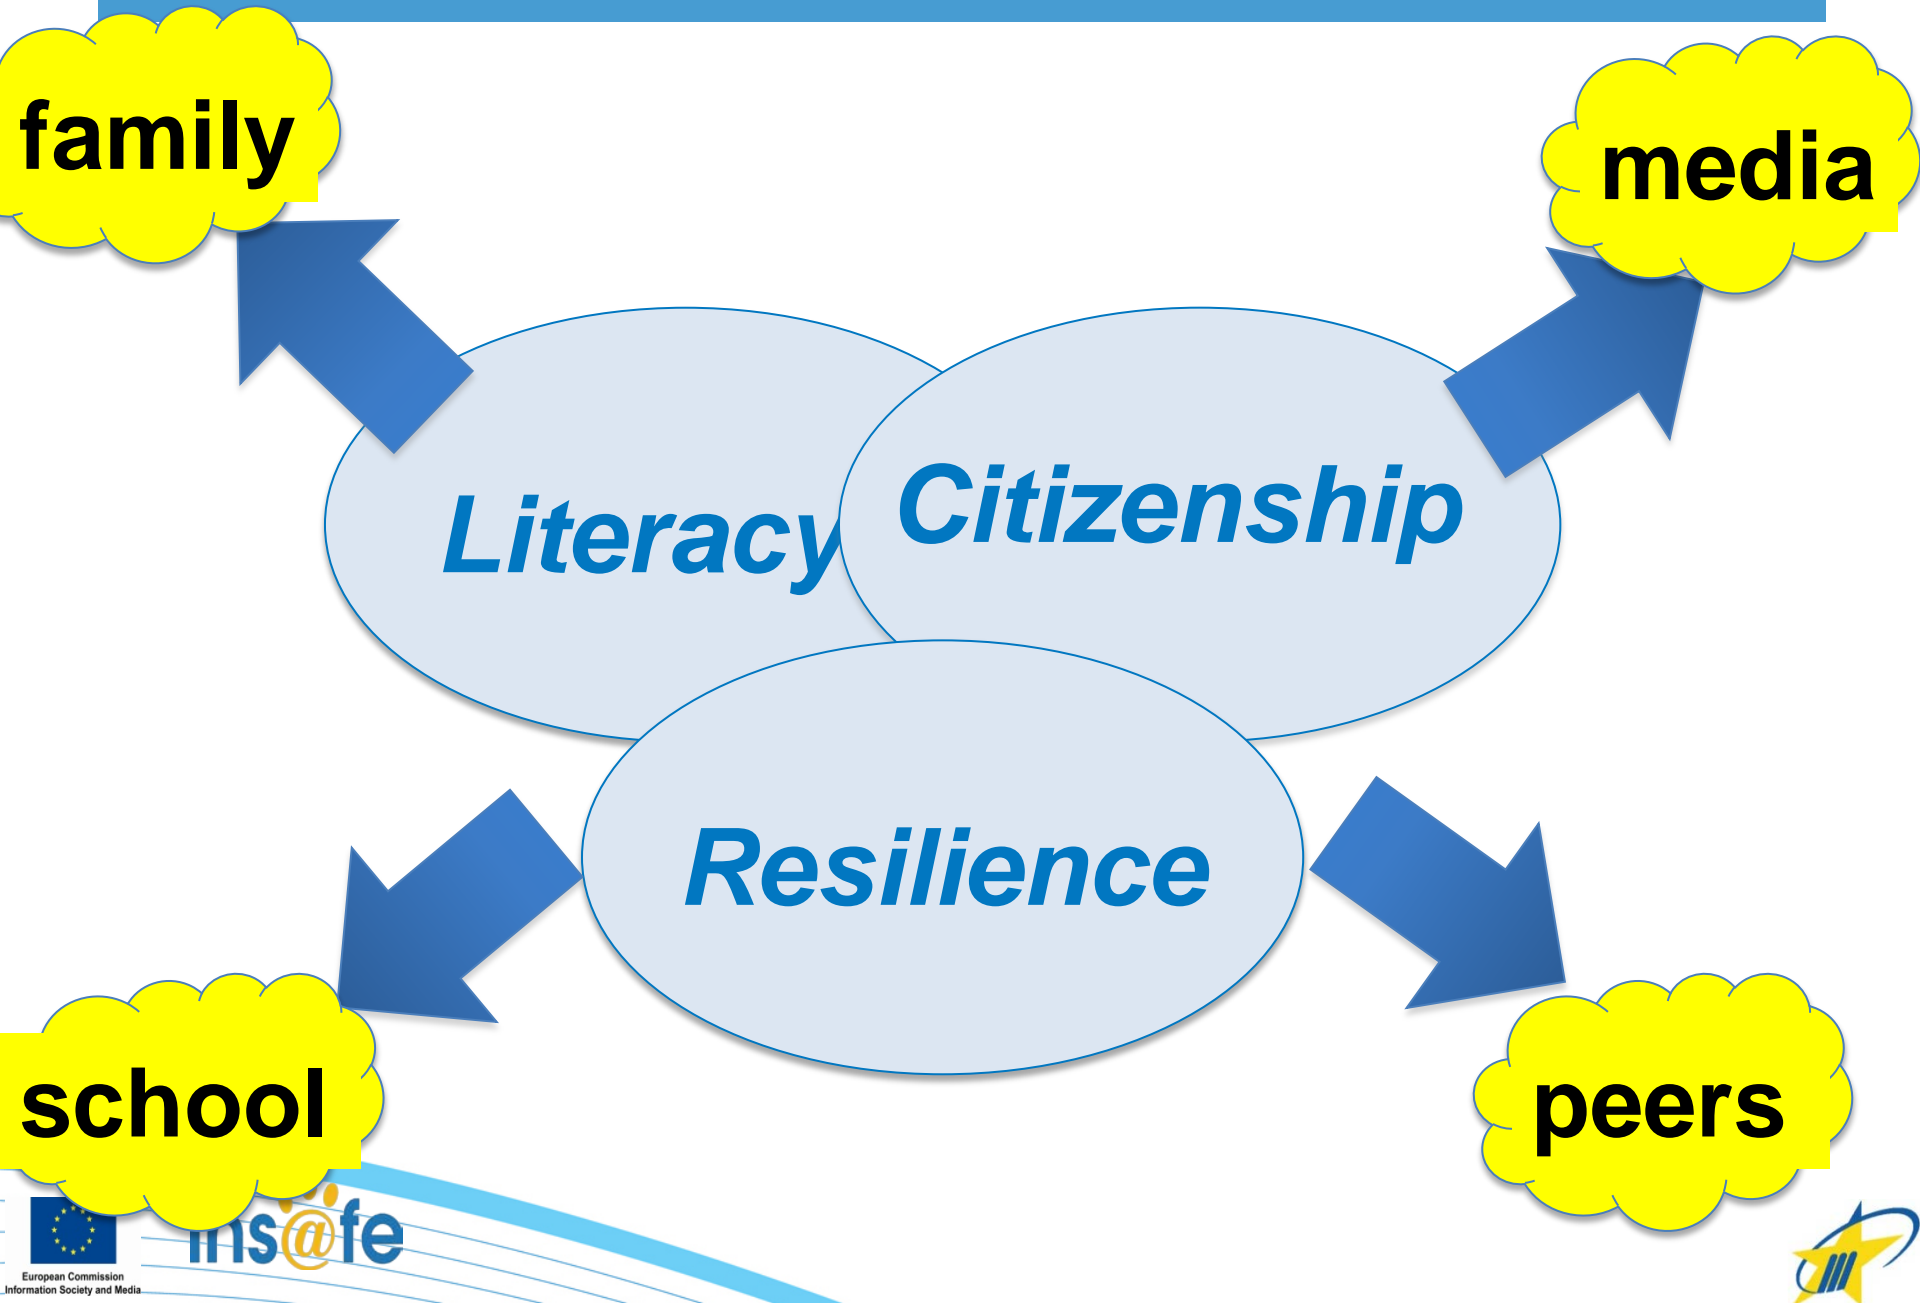 family
media
Literacy
Citizenship
Resilience
school
peers
ins@fe
European Commission
Information Society and Media